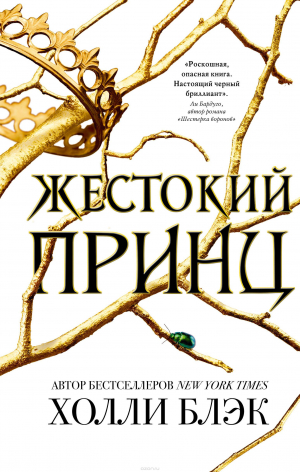 «Роскошная,
опасная книга.
Настоящий черный
бриллиант».
Ли Бардуго,
автор романа
«Шестерка воронов»
ЖЕСТОКИЙ
ПРИНЦ
АВТОР БЕСТСЕЛЛЕРОВ NEW YORK TIMES
ХОЛЛИ БЛЭК